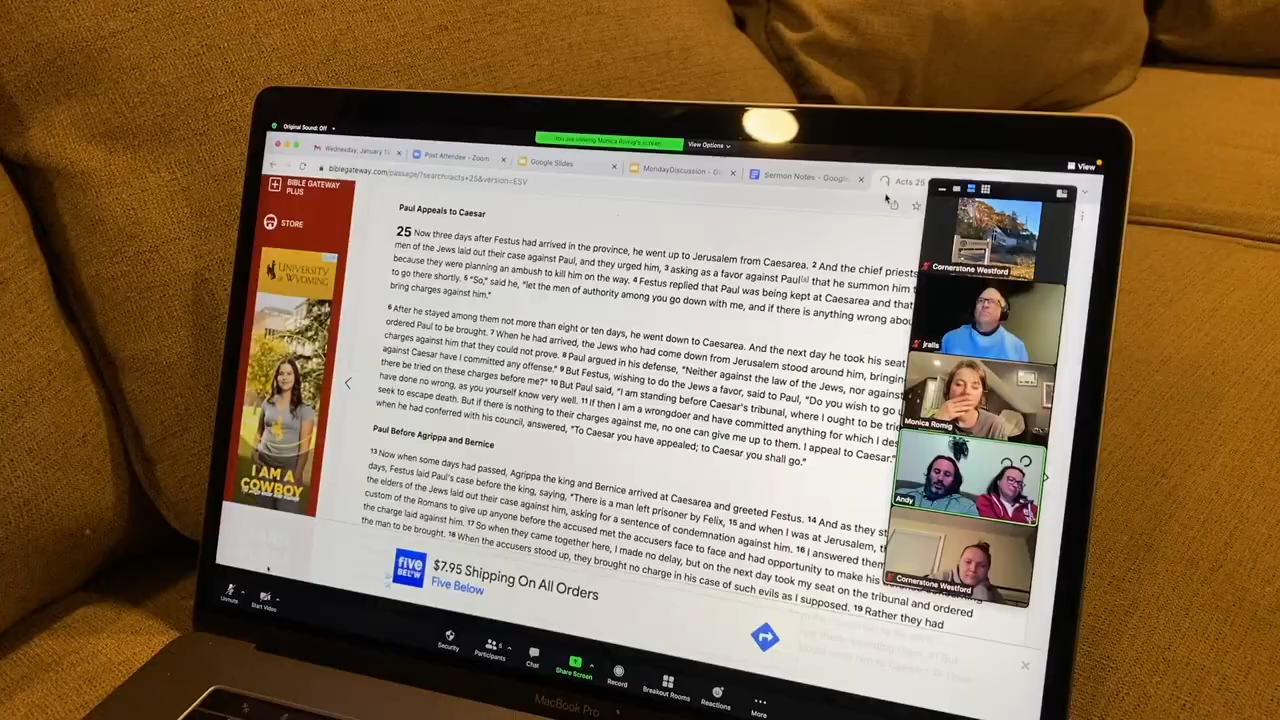 Original Sound: Off
You are viewing Monica Romig's screen
View Options
View
Wednesday, January 1
Post Attendee - Zoom
Google Slides
MondayDiscussion - G
Sermon Notes - Google
Acts 25
biblegateway.com/passage/?search=acts+25&version=ESV
BIBLE GATEWAY
PLUS
STORE
UNIVERSITY
OF WYOMING
I AM A
COWBOY
Paul Appeals to Caesar
25 Now three days after Festus had arrived in the province, he went up to Jerusalem from Caesarea. 2 And the chief priests
men of the Jews laid out their case against Paul, and they urged him, 3 asking as a favor against Paul[a] that he summon him
because they were planning an ambush to kill him on the way. 4 Festus replied that Paul was being kept at Caesarea and that
to go there shortly. 5 "So," said he, "let the men of authority among you go down with me, and if there is anything wrong abou
bring charges against him."
6 After he stayed among them not more than eight or ten days, he went down to Caesarea. And the next day he took his seat
ordered Paul to be brought. 7 When he had arrived, the Jews who had come down from Jerusalem stood around him, bringin
charges against him that they could not prove. 8 Paul argued in his defense, "Neither against the law of the Jews, nor against
against Caesar have I committed any offense." 9 But Festus, wishing to do the Jews a favor, said to Paul, "Do you wish to go
there be tried on these charges before me?" 10 But Paul said, "I am standing before Caesar's tribunal, where I ought to be trie
have done no wrong, as you yourself know very well. 11 If then I am a wrongdoer and have committed anything for which I des
seek to escape death. But if there is nothing to their charges against me, no one can give me up to them. I appeal to Caesar."
when he had conferred with his council, answered, "To Caesar you have appealed; to Caesar you shall go."
Paul Before Agrippa and Bernice
13 Now when some days had passed, Agrippa the king and Bernice arrived at Caesarea and greeted Festus. 14 And as they st
days, Festus laid Paul's case before the king, saying, "There is a man left prisoner by Felix, 15 and when I was at Jerusalem, t
the elders of the Jews laid out their case against him, asking for a sentence of condemnation against him. 16 I answered them
custom of the Romans to give up anyone before the accused met the accusers face to face and had opportunity to make his
the charge laid against him. 17 So when they came together here, I made no delay, but on the next day took my seat on the tribunal and ordered
the man to be brought. 18 When the accusers stood up, they brought no charge in his case of such evils as I supposed. 19 Rather they had
Cornerstone Westford
jralls
Monica Romig
Andy
Cornerstone Westford
five
BELOW
$7.95 Shipping On All Orders
Five Below
Unmute
Start Video
Security
Participants
6
Chat
Share Screen
Record
Breakout Rooms
Reactions
More
MacBook Pro